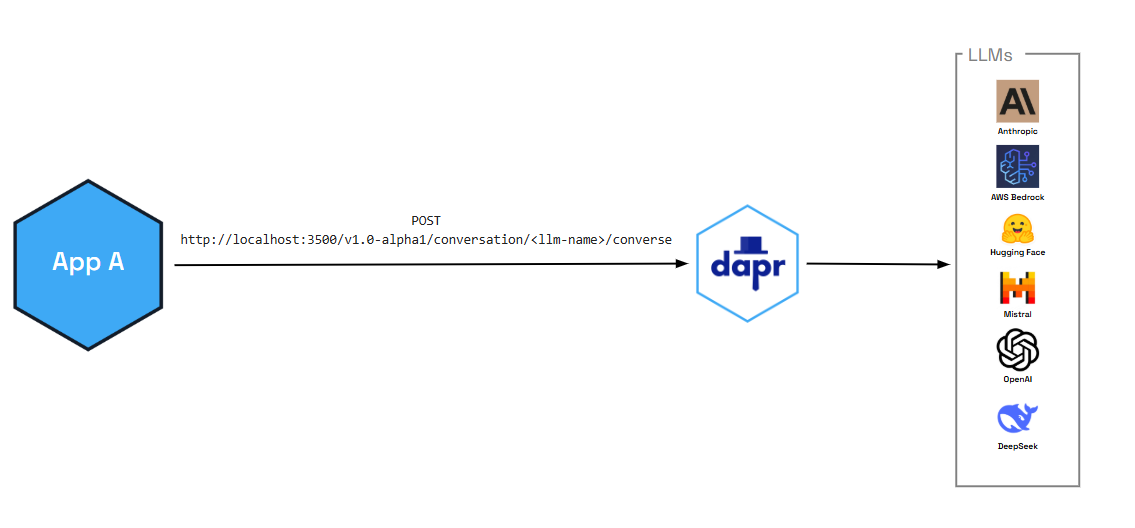 LLMs
Anthropic
AWS Bedrock
Hugging Face
Mistral
OpenAI
DeepSeek
App A
POST
http://localhost:3500/v1.0-alpha1/conversation/<llm-name>/converse
dapr